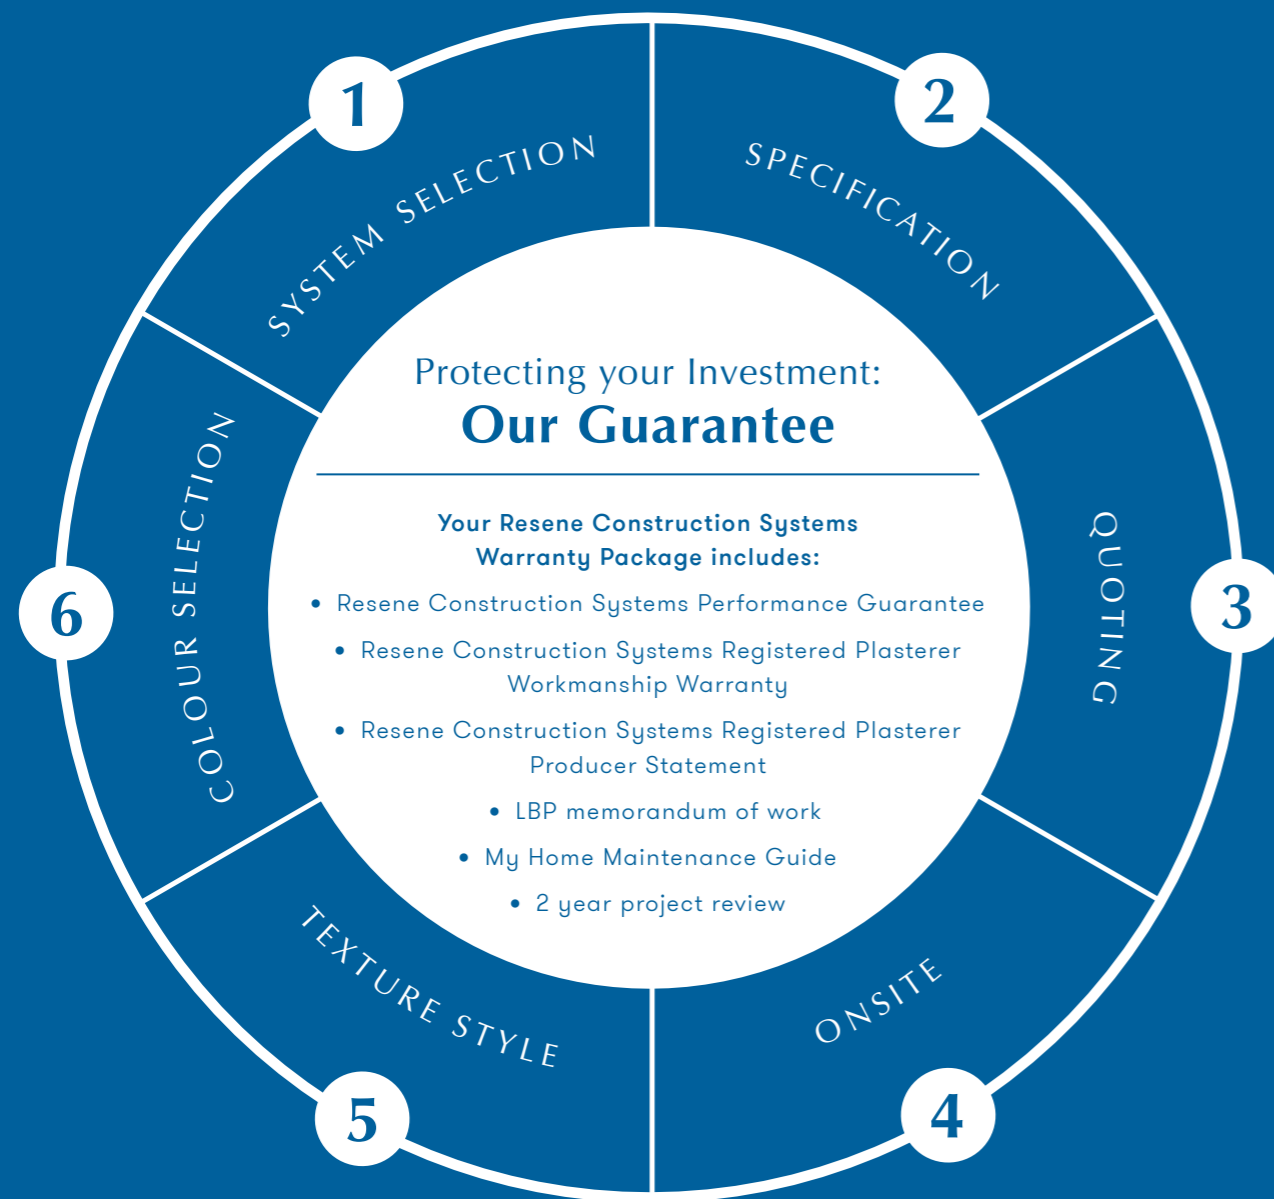 1
SYSTEM SELECTION
2
SPECIFICATION
3
QUOTING
4
ONSITE
5
TEXTURE STYLE
6
COLOUR SELECTION
Protecting your Investment:
Our Guarantee
Your Resene Construction Systems
Warranty Package includes:
• Resene Construction Systems Performance Guarantee
• Resene Construction Systems Registered Plasterer
Workmanship Warranty
• Resene Construction Systems Registered Plasterer
Producer Statement
• LBP memorandum of work
• My Home Maintenance Guide
• 2 year project review